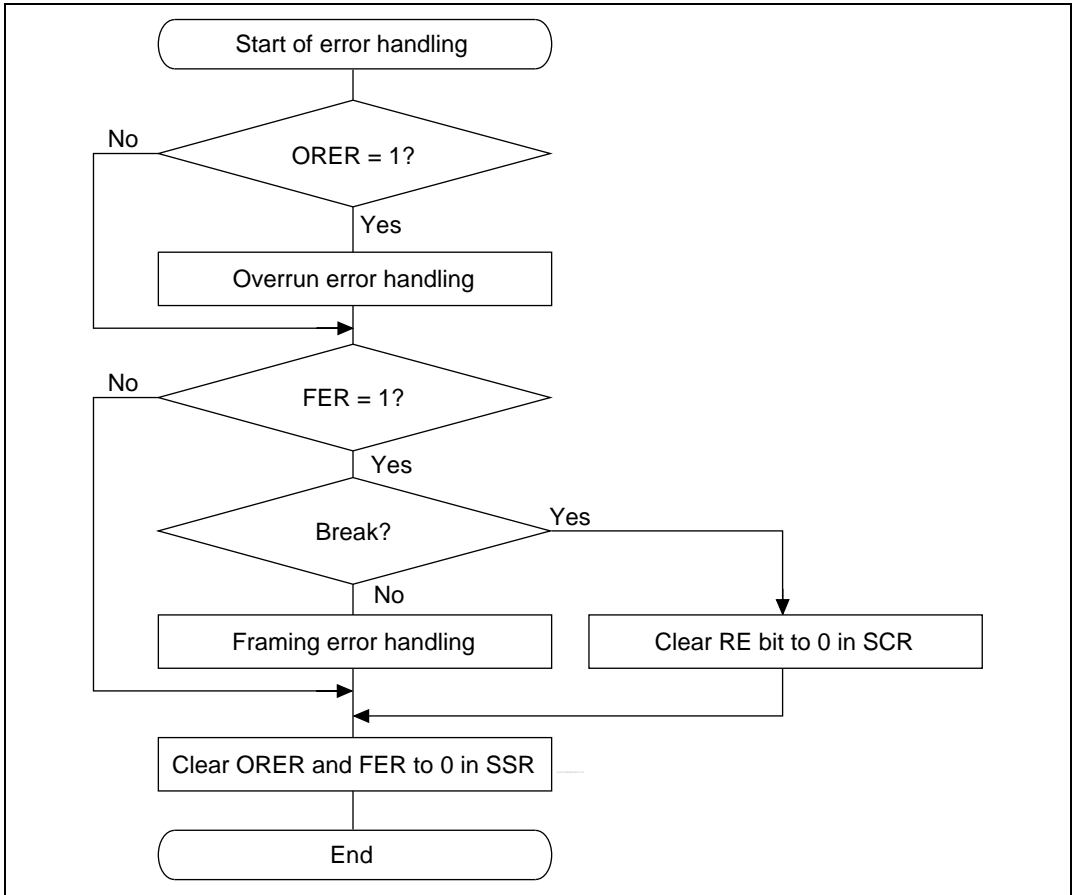 Start of error handling
No
ORER = 1?
Yes
Overrun error handling
No
FER = 1?
Yes
Break?
Yes
No
Framing error handling
Clear RE bit to 0 in SCR
Clear ORER and FER to 0 in SSR
End